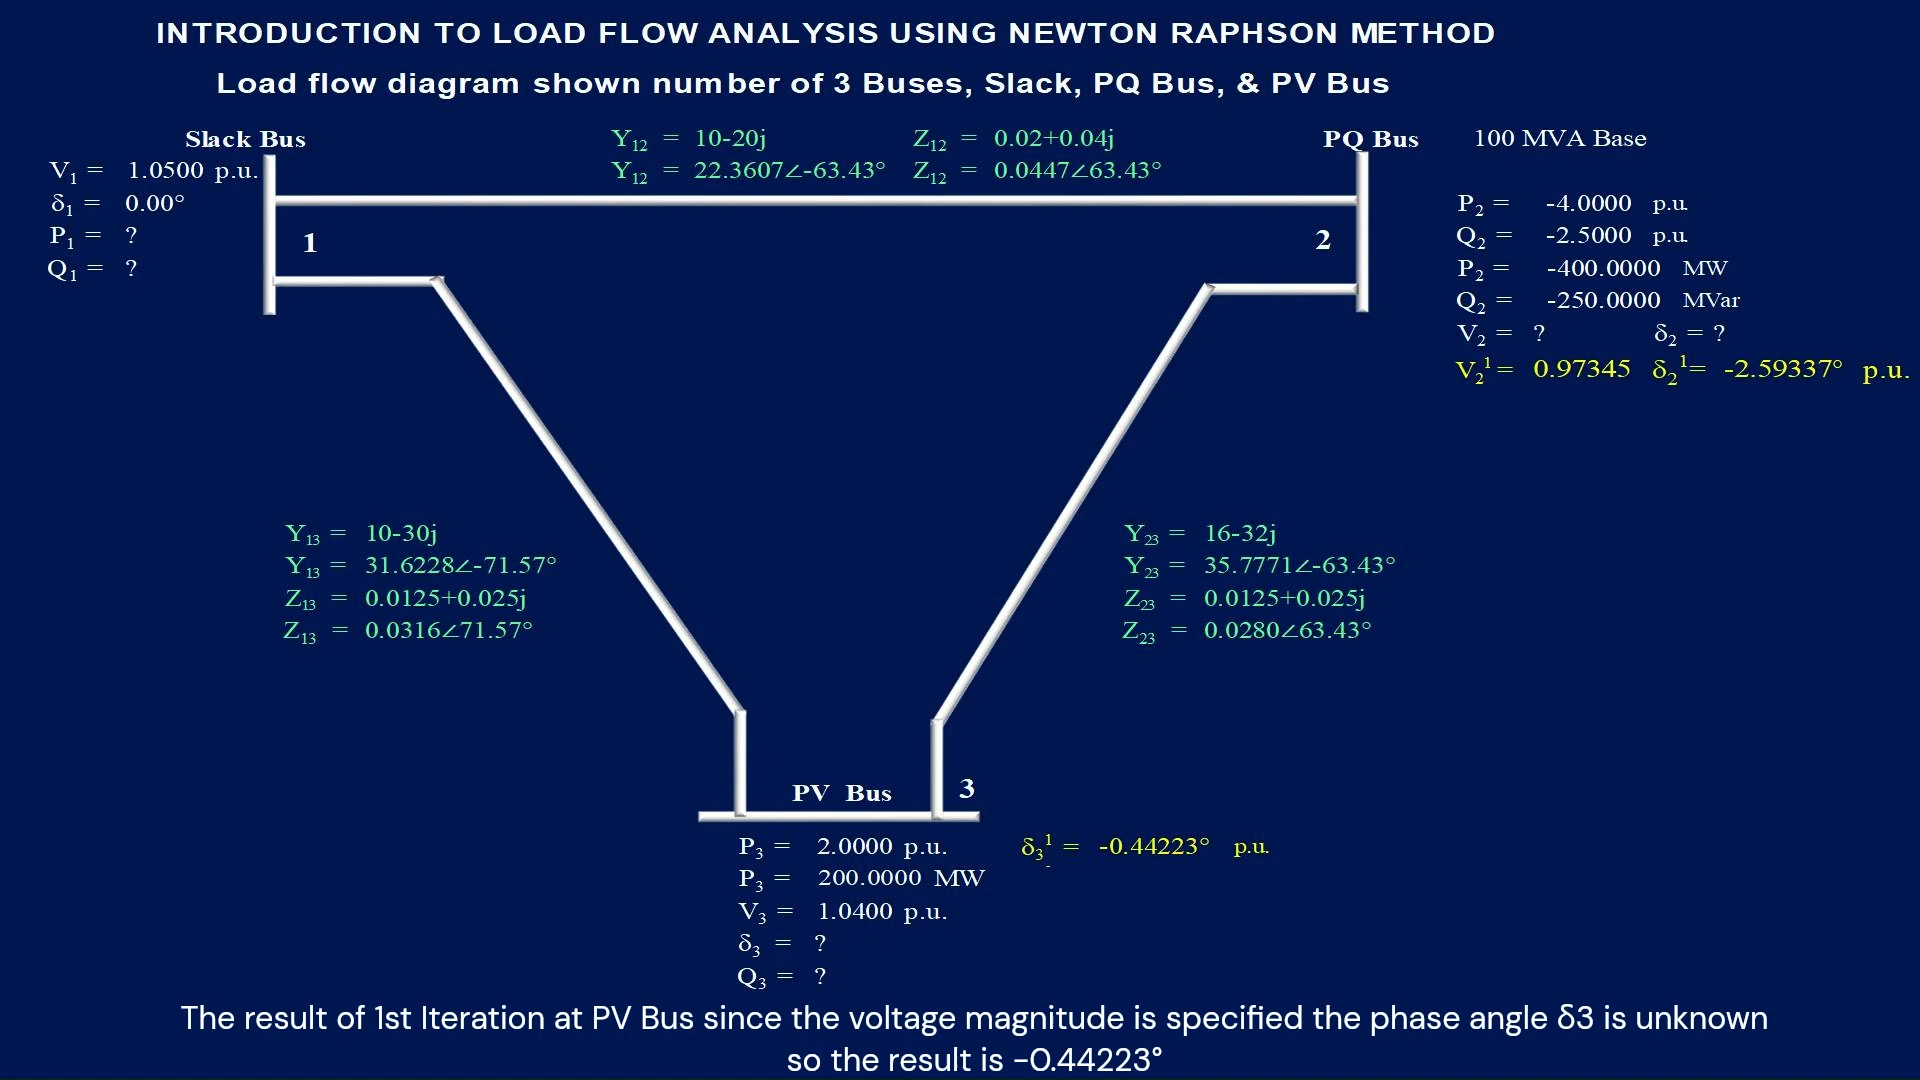 INTRODUCTION TO LOAD FLOW ANALYSIS USING NEWTON RAPHSON METHOD
Load flow diagram shown number of 3 Buses, Slack, PQ Bus, & PV Bus
Slack Bus
V₁ = 1.0500 p.u.
δ₁ = 0.00°
P₁ = ?
Q₁ = ?
1
Y₁₂ = 10-20j Z₁₂ = 0.02+0.04j
Y₁₂ = 22.3607∠-63.43° Z₁₂ = 0.0447∠63.43°
PQ Bus 100 MVA Base
2
P₂ = -4.0000 p.u.
Q₂ = -2.5000 p.u.
P₂ = -400.0000 MW
Q₂ = -250.0000 MVar
V₂ = ? δ₂ = ?
V₂¹ = 0.97345 δ₂¹= -2.59337° p.u.
Y₁₃ = 10-30j
Y₁₃ = 31.6228∠-71.57°
Z₁₃ = 0.0125+0.025j
Z₁₃ = 0.0316∠71.57°
Y₂₃ = 16-32j
Y₂₃ = 35.7771∠-63.43°
Z₂₃ = 0.0125+0.025j
Z₂₃ = 0.0280∠63.43°
PV Bus 3
P₃ = 2.0000 p.u. δ₃¹ = -0.44223° p.u.
P₃ = 200.0000 MW
V₃ = 1.0400 p.u.
δ₃ = ?
Q₃ = ?
The result of 1st Iteration at PV Bus since the voltage magnitude is specified the phase angle δ3 is unknown
so the result is -0.44223°